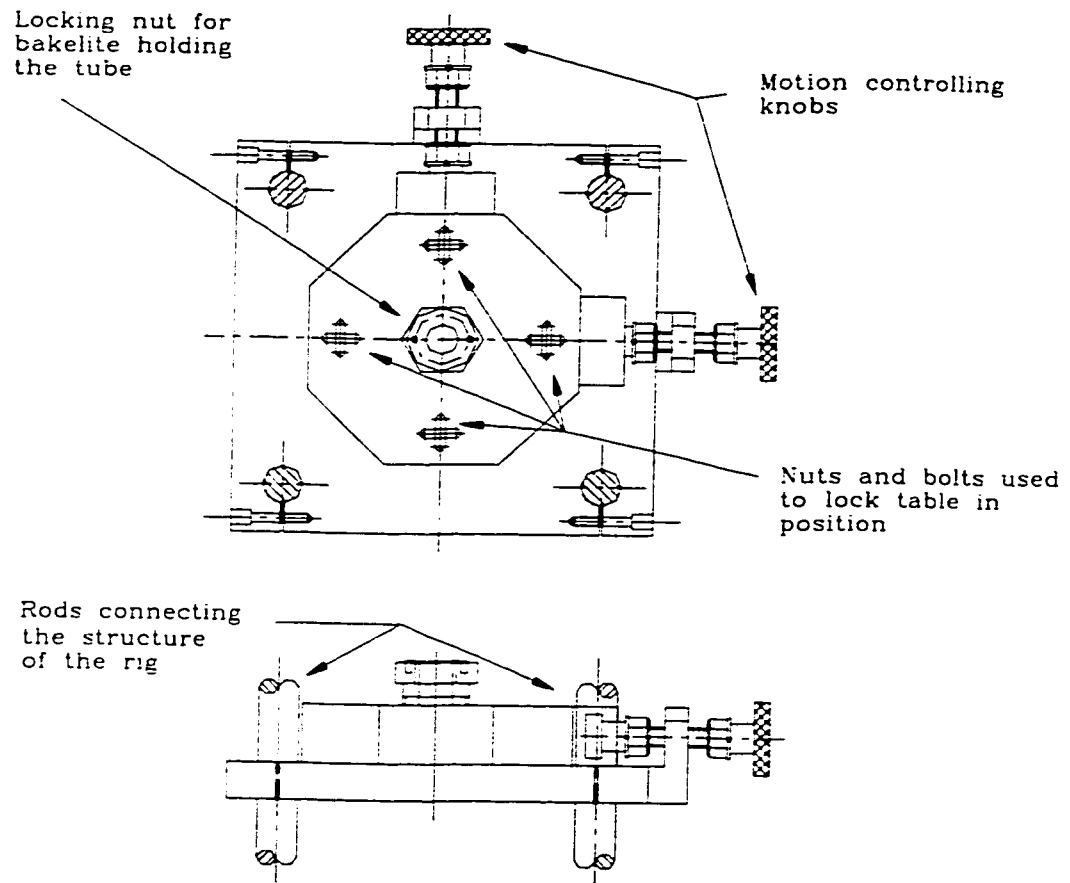 Locking nut for
bakelite holding
the tube
Motion controlling
knobs
Nuts and bolts used
to lock table in
position
Rods connecting
the structure
of the rig